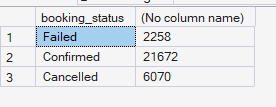 booking_status (No column name)
1 Failed 2258
2 Confirmed 21672
3 Cancelled 6070